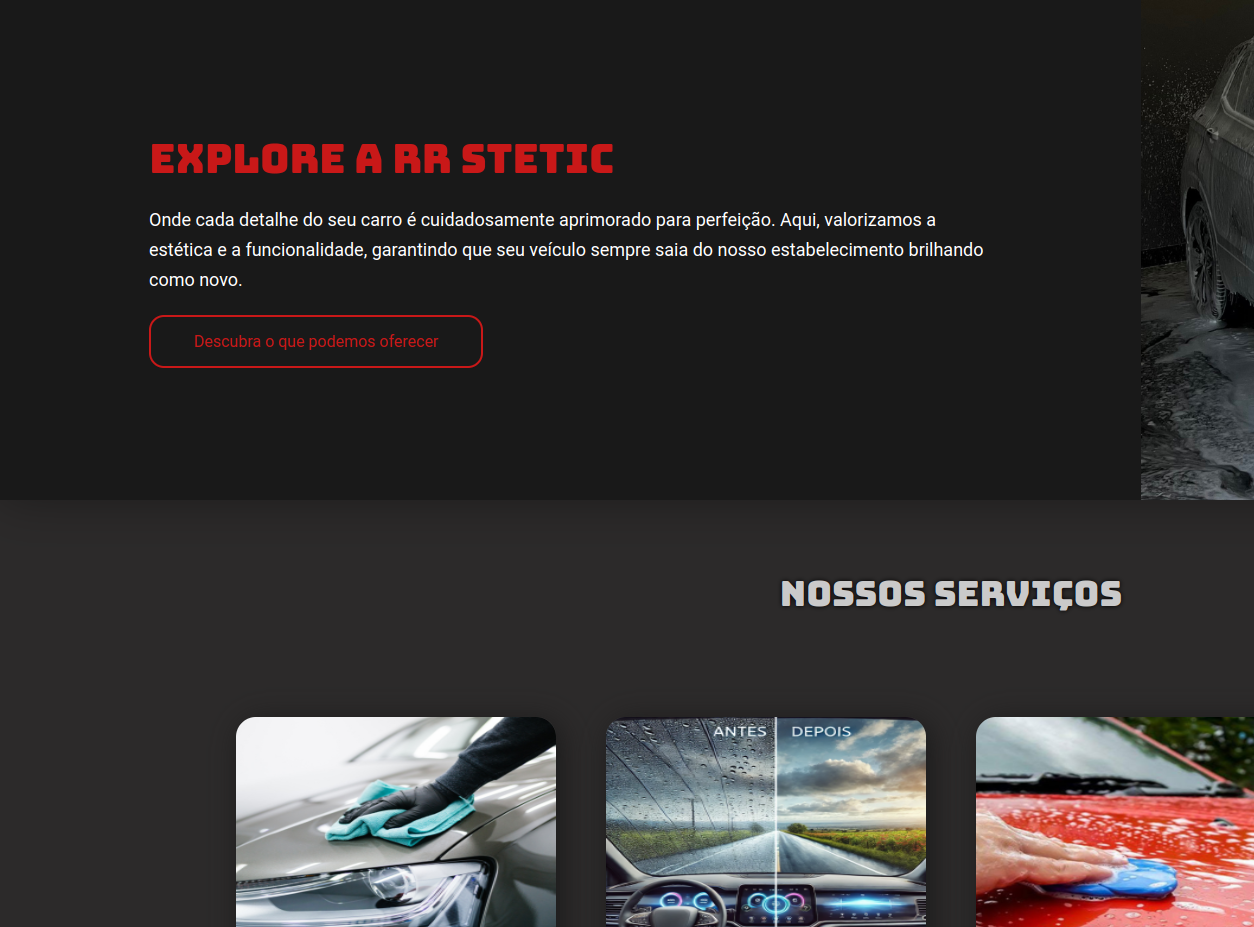 EXPLORE A RR STETIC
Onde cada detalhe do seu carro é cuidadosamente aprimorado para perfeição. Aqui, valorizamos a
estética e a funcionalidade, garantindo que seu veículo sempre saia do nosso estabelecimento brilhando
como novo.
Descubra o que podemos oferecer
NOSSOS SERVIÇOS
ANTES DEPOIS